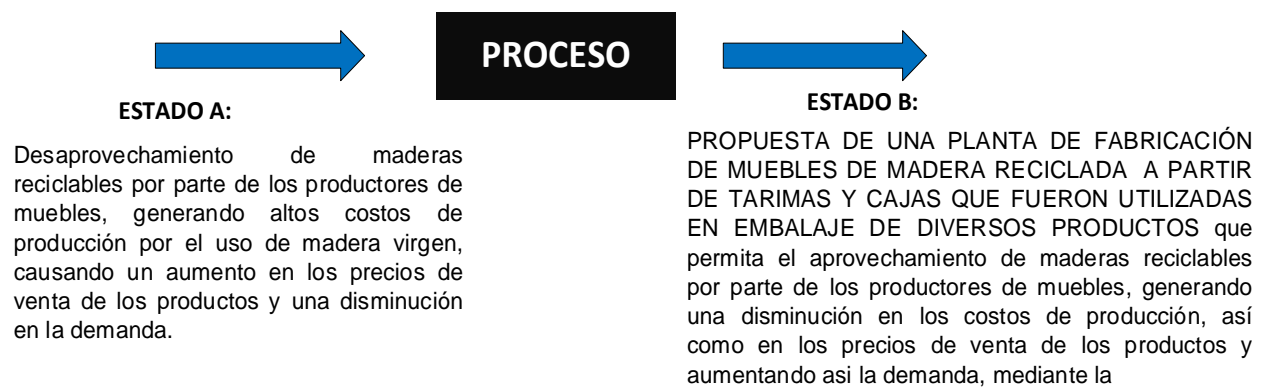 PROCESO
ESTADO A:
Desaprovechamiento de maderas
reciclables por parte de los productores de
muebles, generando altos costos de
producción por el uso de madera virgen,
causando un aumento en los precios de
venta de los productos y una disminución
en la demanda.
ESTADO B:
PROPUESTA DE UNA PLANTA DE FABRICACIÓN
DE MUEBLES DE MADERA RECICLADA A PARTIR
DE TARIMAS Y CAJAS QUE FUERON UTILIZADAS
EN EMBALAJE DE DIVERSOS PRODUCTOS que
permita el aprovechamiento de maderas reciclables
por parte de los productores de muebles, generando
una disminución en los costos de producción, así
como en los precios de venta de los productos y
aumentando asi la demanda, mediante la